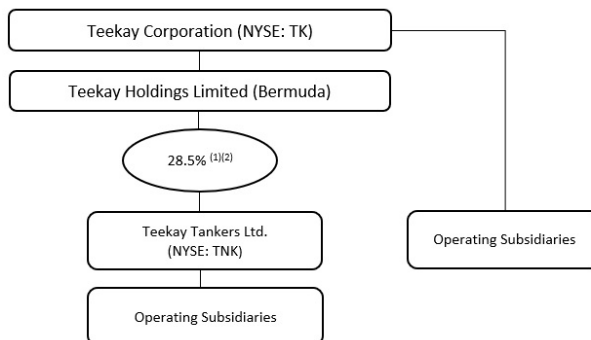 Teekay Corporation (NYSE: TK)
Teekay Holdings Limited (Bermuda)
28.5% (1)(2)
Teekay Tankers Ltd.
(NYSE: TNK)
Operating Subsidiaries
Operating Subsidiaries